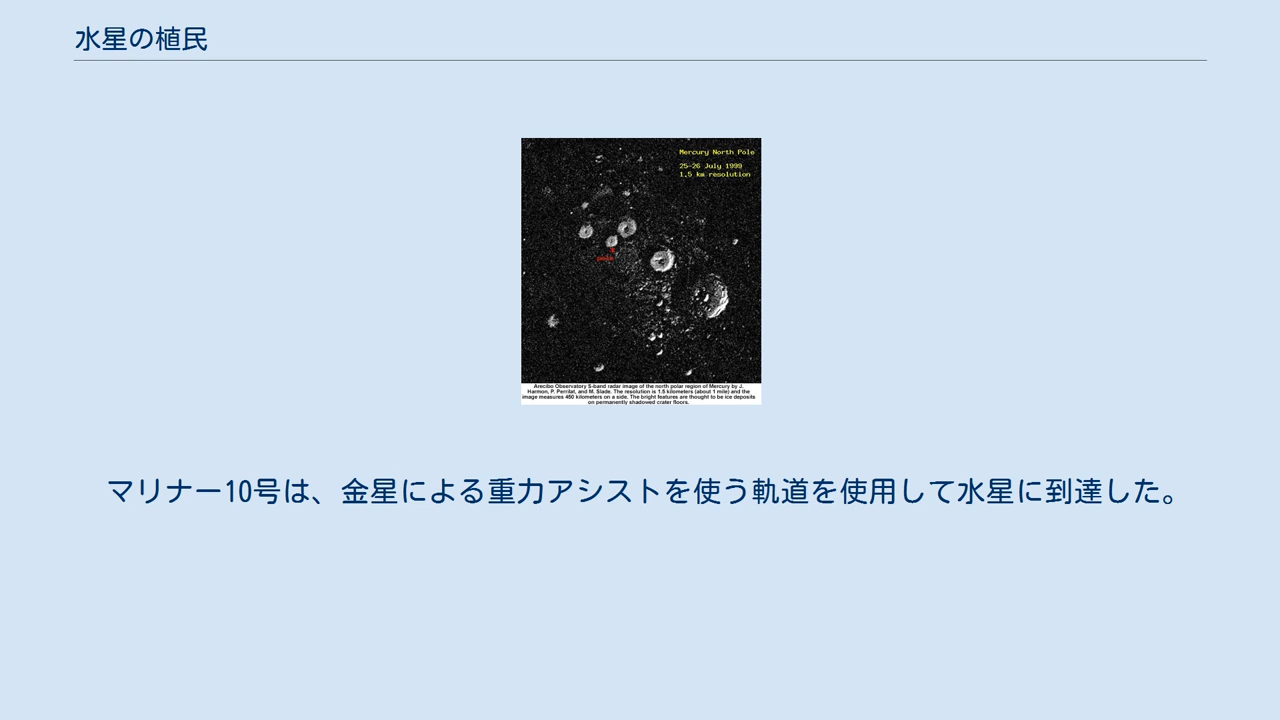 水星の植民
Mercury North Pole
25-26 July 1999
1.5 km resolution
Arecibo Observatory S-band radar image of the north polar region of Mercury by J.
Harmon, P. Perrilat, and M. Slade. The resolution is 1.5 kilometers (about 1 mile) and the
image measures 450 kilometers on a side. The bright features are thought to be ice deposits
on permanently shadowed crater floors.
マリナー10号は、金星による重力アシストを使う軌道を使用して水星に到達した。